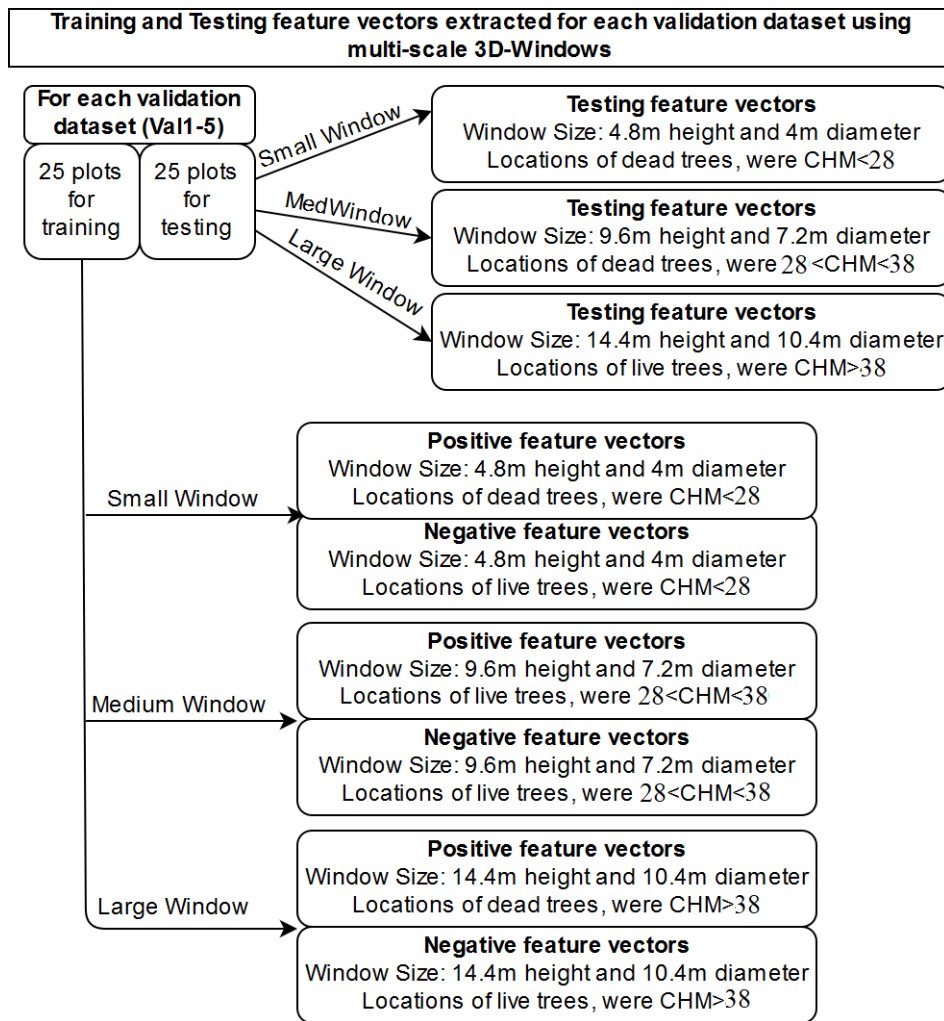 Training and Testing feature vectors extracted for each validation dataset using
multi-scale 3D-Windows
For each validation
dataset (Val1-5)
25 plots
for
training
25 plots
for
testing
Small Window
MedWindow
Large Window
Testing feature vectors
Window Size: 4.8m height and 4m diameter
Locations of dead trees, were CHM<28
Testing feature vectors
Window Size: 9.6m height and 7.2m diameter
Locations of dead trees, were 28<CHM<38
Testing feature vectors
Window Size: 14.4m height and 10.4m diameter
Locations of live trees, were CHM>38
Small Window
Positive feature vectors
Window Size: 4.8m height and 4m diameter
Locations of dead trees, were CHM<28
Negative feature vectors
Window Size: 4.8m height and 4m diameter
Locations of live trees, were CHM<28
Medium Window
Positive feature vectors
Window Size: 9.6m height and 7.2m diameter
Locations of live trees, were 28<CHM<38
Negative feature vectors
Window Size: 9.6m height and 7.2m diameter
Locations of live trees, were 28<CHM<38
Large Window
Positive feature vectors
Window Size: 14.4m height and 10.4m diameter
Locations of dead trees, were CHM>38
Negative feature vectors
Window Size: 14.4m height and 10.4m diameter
Locations of live trees, were CHM>38